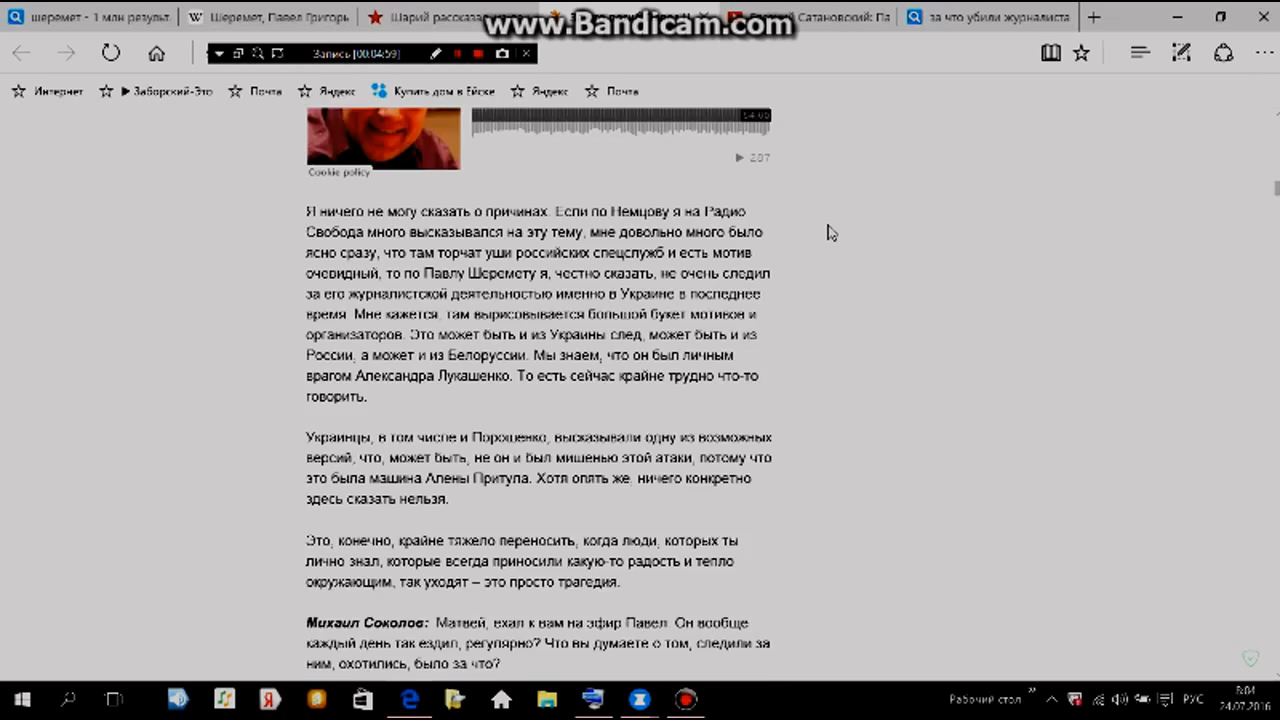 шеремет - 1 млн результ.
Шеремет, Павел Григорь
Шарий рассказал
www.Bandicam.com
Сатановский: Па
за что убили журналиста
Запись [00:04:59]
Интернет
Заборский-Это
Почта
Яндекс
Купить дом в Ейске
Яндекс
Почта
54:00
287
Cookie policy
Я ничего не могу сказать о причинах. Если по Немцову я на Радио
Свобода много высказывался на эту тему, мне довольно много было
ясно сразу, что там торчат уши российских спецслужб и есть мотив
очевидный, то по Павлу Шеремету я, честно сказать, не очень следил
за его журналистской деятельностью именно в Украине в последнее
время. Мне кажется, там вырисовывается большой букет мотивов и
организаторов. Это может быть и из Украины след, может быть и из
России, а может и из Белоруссии. Мы знаем, что он был личным
врагом Александра Лукашенко. То есть сейчас крайне трудно что-то
говорить.
Украинцы, в том числе и Порошенко, высказывали одну из возможных
версий, что, может быть, не он и был мишенью этой атаки, потому что
это была машина Алены Притула. Хотя опять же, ничего конкретно
здесь сказать нельзя.
Это, конечно, крайне тяжело переносить, когда люди, которых ты
лично знал, которые всегда приносили какую-то радость и тепло
окружающим, так уходят – это просто трагедия.
Михаил Соколов: Матвей, ехал к вам на эфир Павел. Он вообще
каждый день так ездил, регулярно? Что вы думаете о том, следили за
ним, охотились, было за что?
Рабочий стол
РУС
8:04
24.07.2016